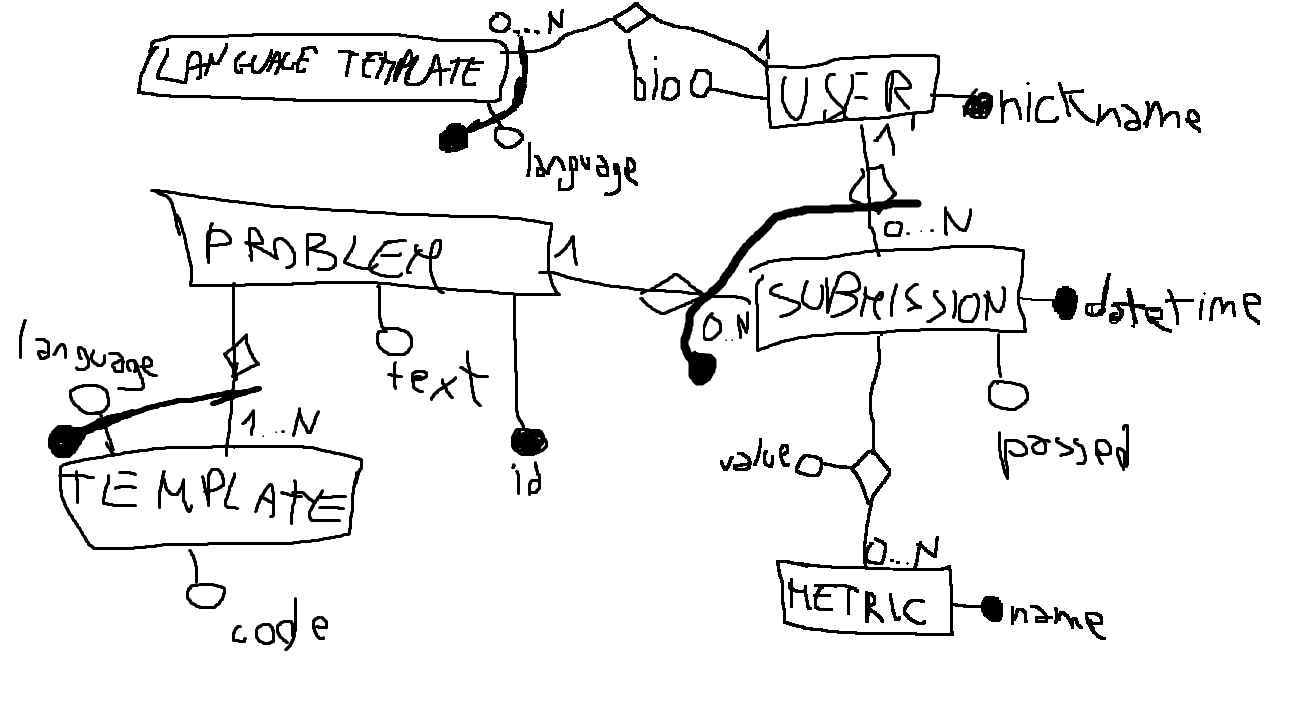 0...N
1
LANGUAGE TEMPLATE
bio
USER
nickname
1
language
0...N
PROBLEM
1
SUBMISSION
datetime
0..N
language
text
1...N
passed
value
id
TEMPLATE
0...N
METRIC
name
code